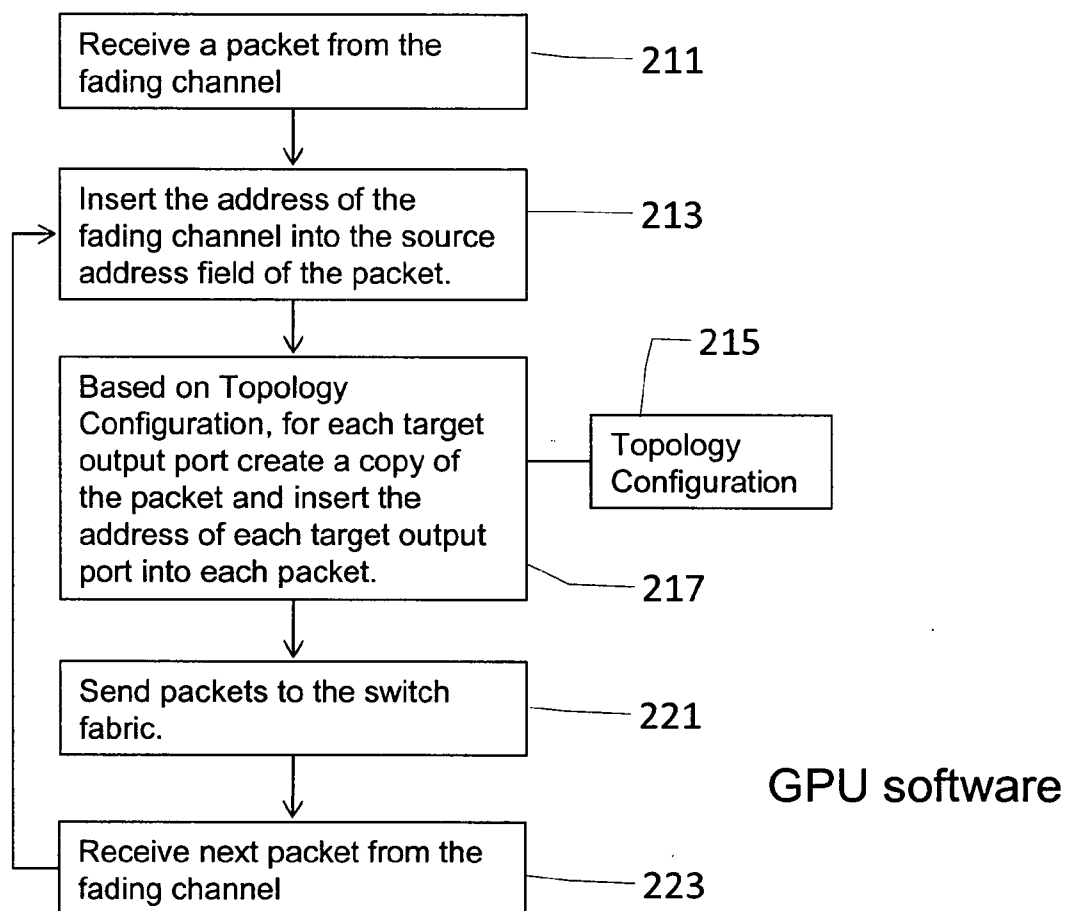 Receive a packet from the
fading channel
211
Insert the address of the
fading channel into the source
address field of the packet.
213
Based on Topology
Configuration, for each target
output port create a copy of
the packet and insert the
address of each target output
port into each packet.
215
Topology
Configuration
217
Send packets to the switch
fabric.
221
GPU software
Receive next packet from the
fading channel
223